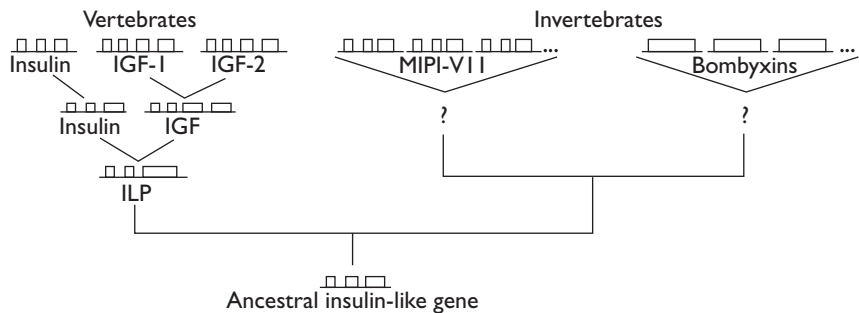 Vertebrates Invertebrates
Insulin IGF-1 IGF-2 MIPI-V11 ... Bombyxins ...
Insulin IGF ? ?
ILP
Ancestral insulin-like gene